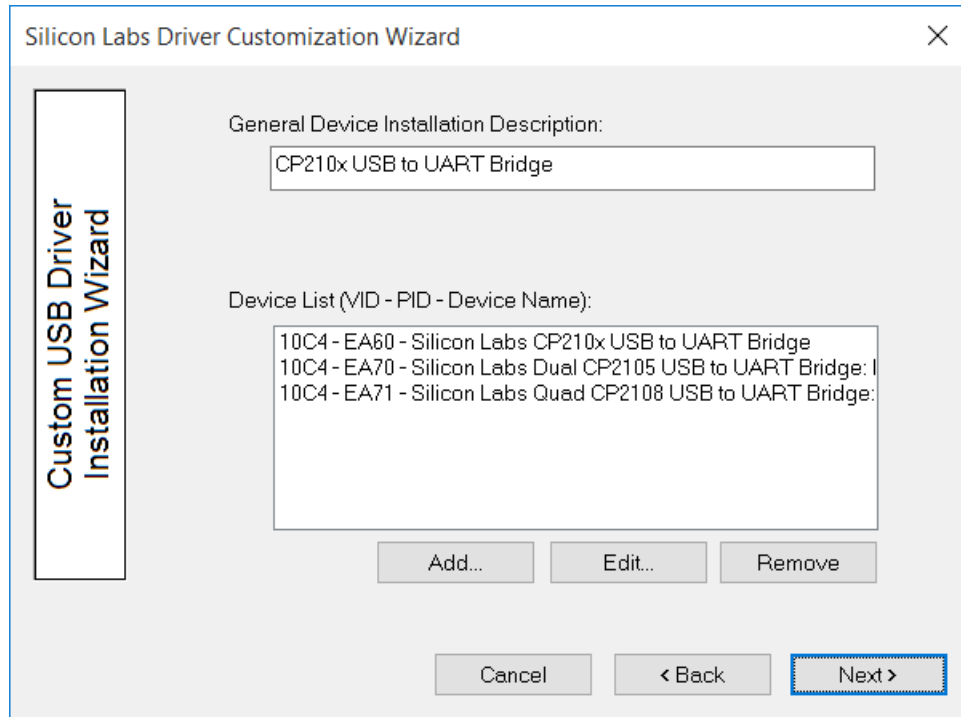 Silicon Labs Driver Customization Wizard
Custom USB Driver
Installation Wizard
General Device Installation Description:
CP210x USB to UART Bridge
Device List (VID - PID - Device Name):
10C4 - EA60 - Silicon Labs CP210x USB to UART Bridge
10C4 - EA70 - Silicon Labs Dual CP2105 USB to UART Bridge:
10C4 - EA71 - Silicon Labs Quad CP2108 USB to UART Bridge:
Add... Edit... Remove
Cancel < Back Next >